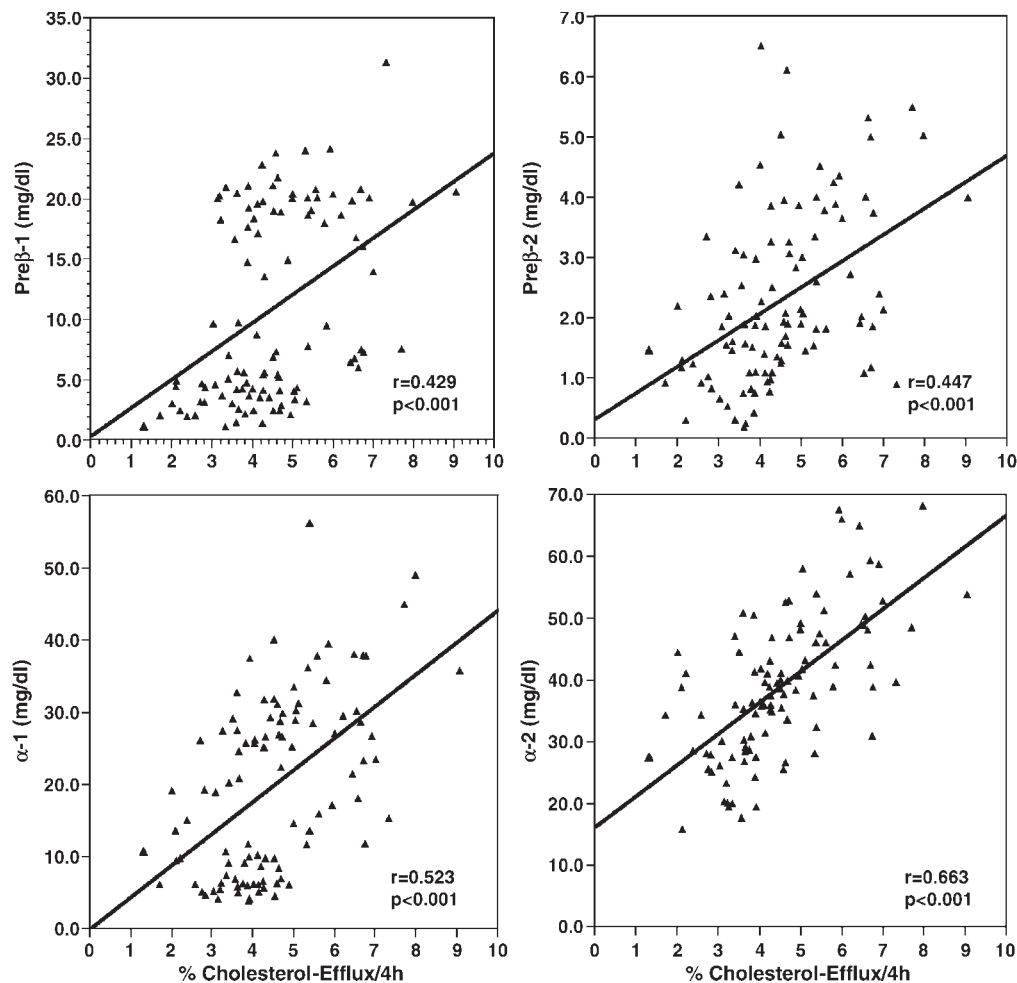 35.0
30.0
25.0
20.0
15.0
10.0
5.0
0.0
Preβ-1 (mg/dl)
0 1 2 3 4 5 6 7 8 9 10
r=0.429
p<0.001
7.0
6.0
5.0
4.0
3.0
2.0
1.0
0.0
Preβ-2 (mg/dl)
0 1 2 3 4 5 6 7 8 9 10
r=0.447
p<0.001
60.0
50.0
40.0
30.0
20.0
10.0
0.0
α-1 (mg/dl)
0 1 2 3 4 5 6 7 8 9 10
% Cholesterol-Efflux/4h
r=0.523
p<0.001
70.0
60.0
50.0
40.0
30.0
20.0
10.0
0.0
α-2 (mg/dl)
0 1 2 3 4 5 6 7 8 9 10
% Cholesterol-Efflux/4h
r=0.663
p<0.001